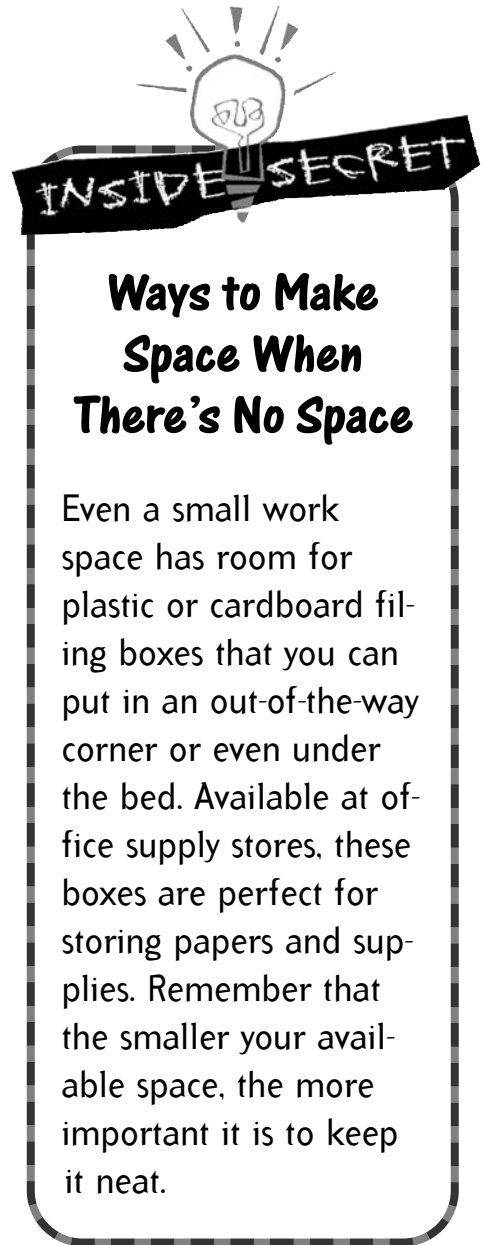 INSIDE SECRET
Ways to Make
Space When
There's No Space
Even a small work
space has room for
plastic or cardboard fil-
ing boxes that you can
put in an out-of-the-way
corner or even under
the bed. Available at of-
fice supply stores, these
boxes are perfect for
storing papers and sup-
plies. Remember that
the smaller your avail-
able space, the more
important it is to keep
it neat.